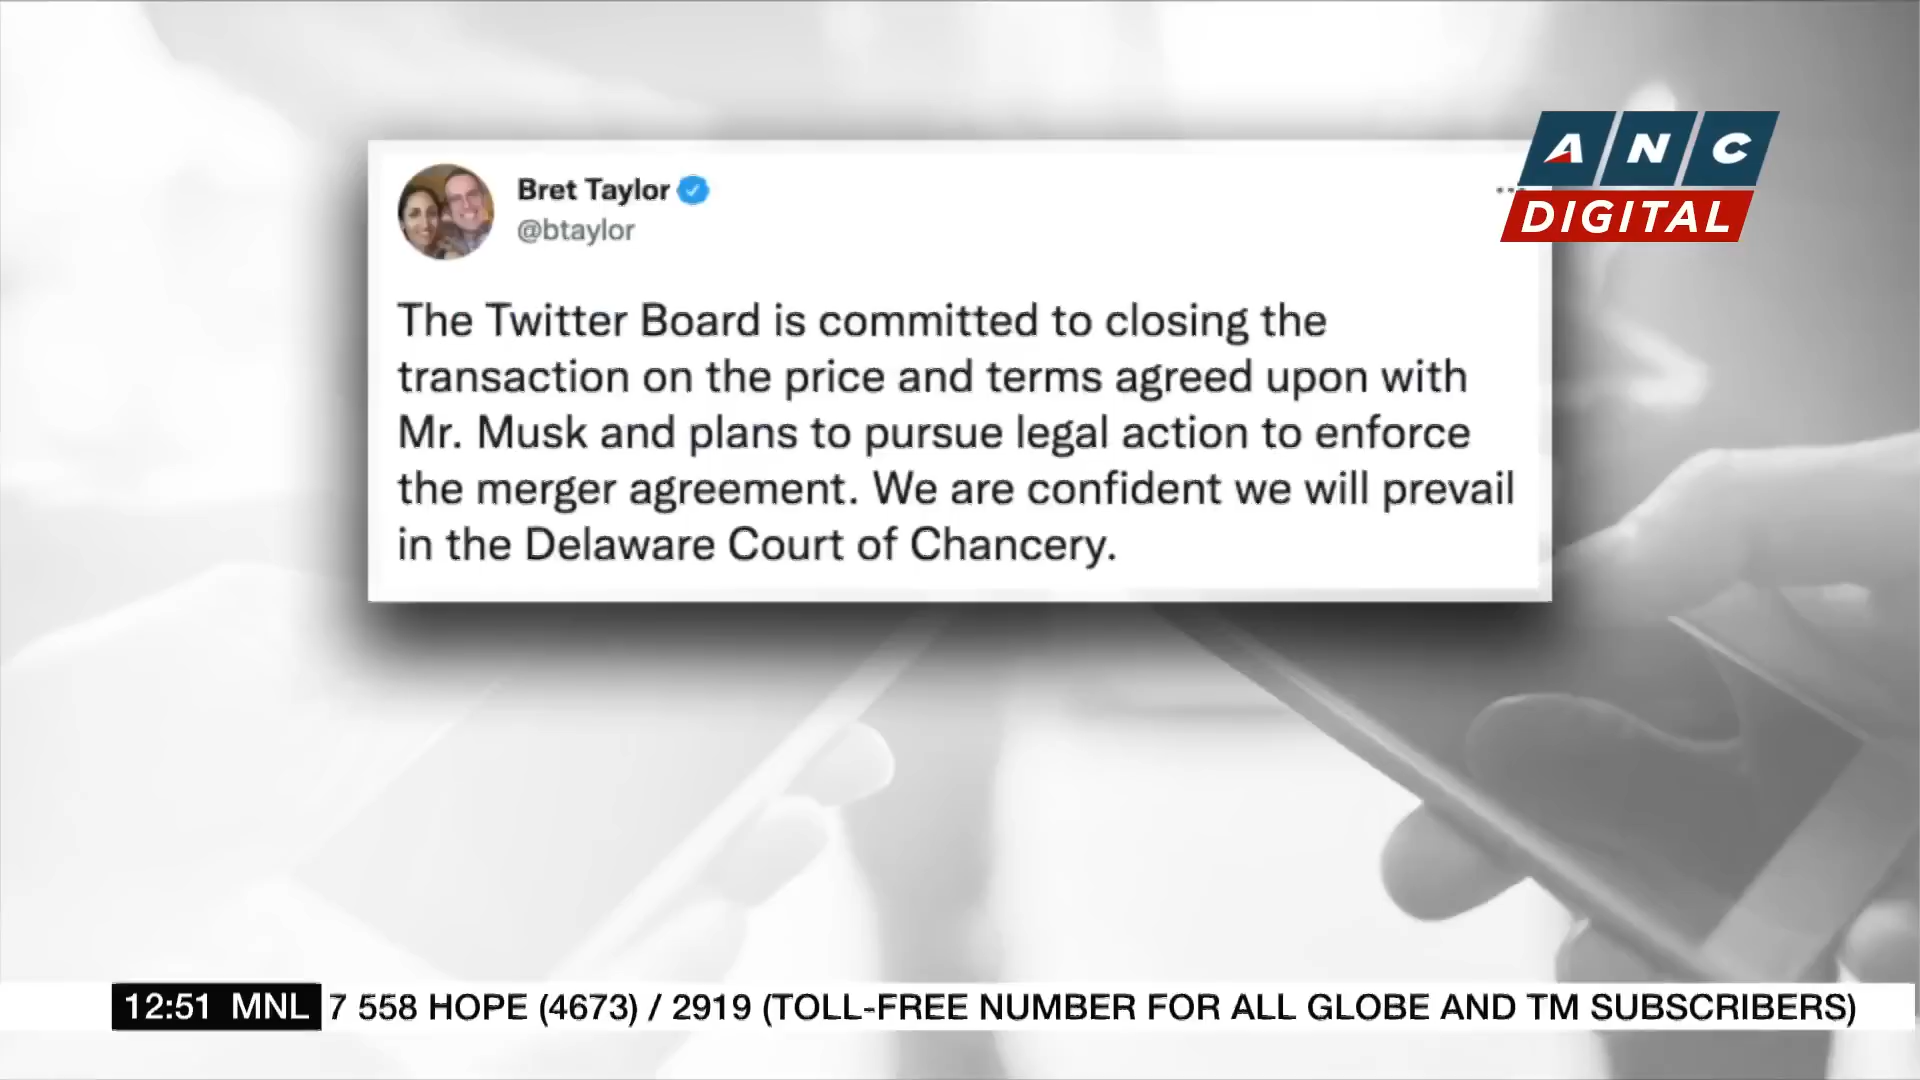 ANC
DIGITAL
Bret Taylor
@btaylor
The Twitter Board is committed to closing the
transaction on the price and terms agreed upon with
Mr. Musk and plans to pursue legal action to enforce
the merger agreement. We are confident we will prevail
in the Delaware Court of Chancery.
12:51 MNL 7 558 HOPE (4673) / 2919 (TOLL-FREE NUMBER FOR ALL GLOBE AND TM SUBSCRIBERS)